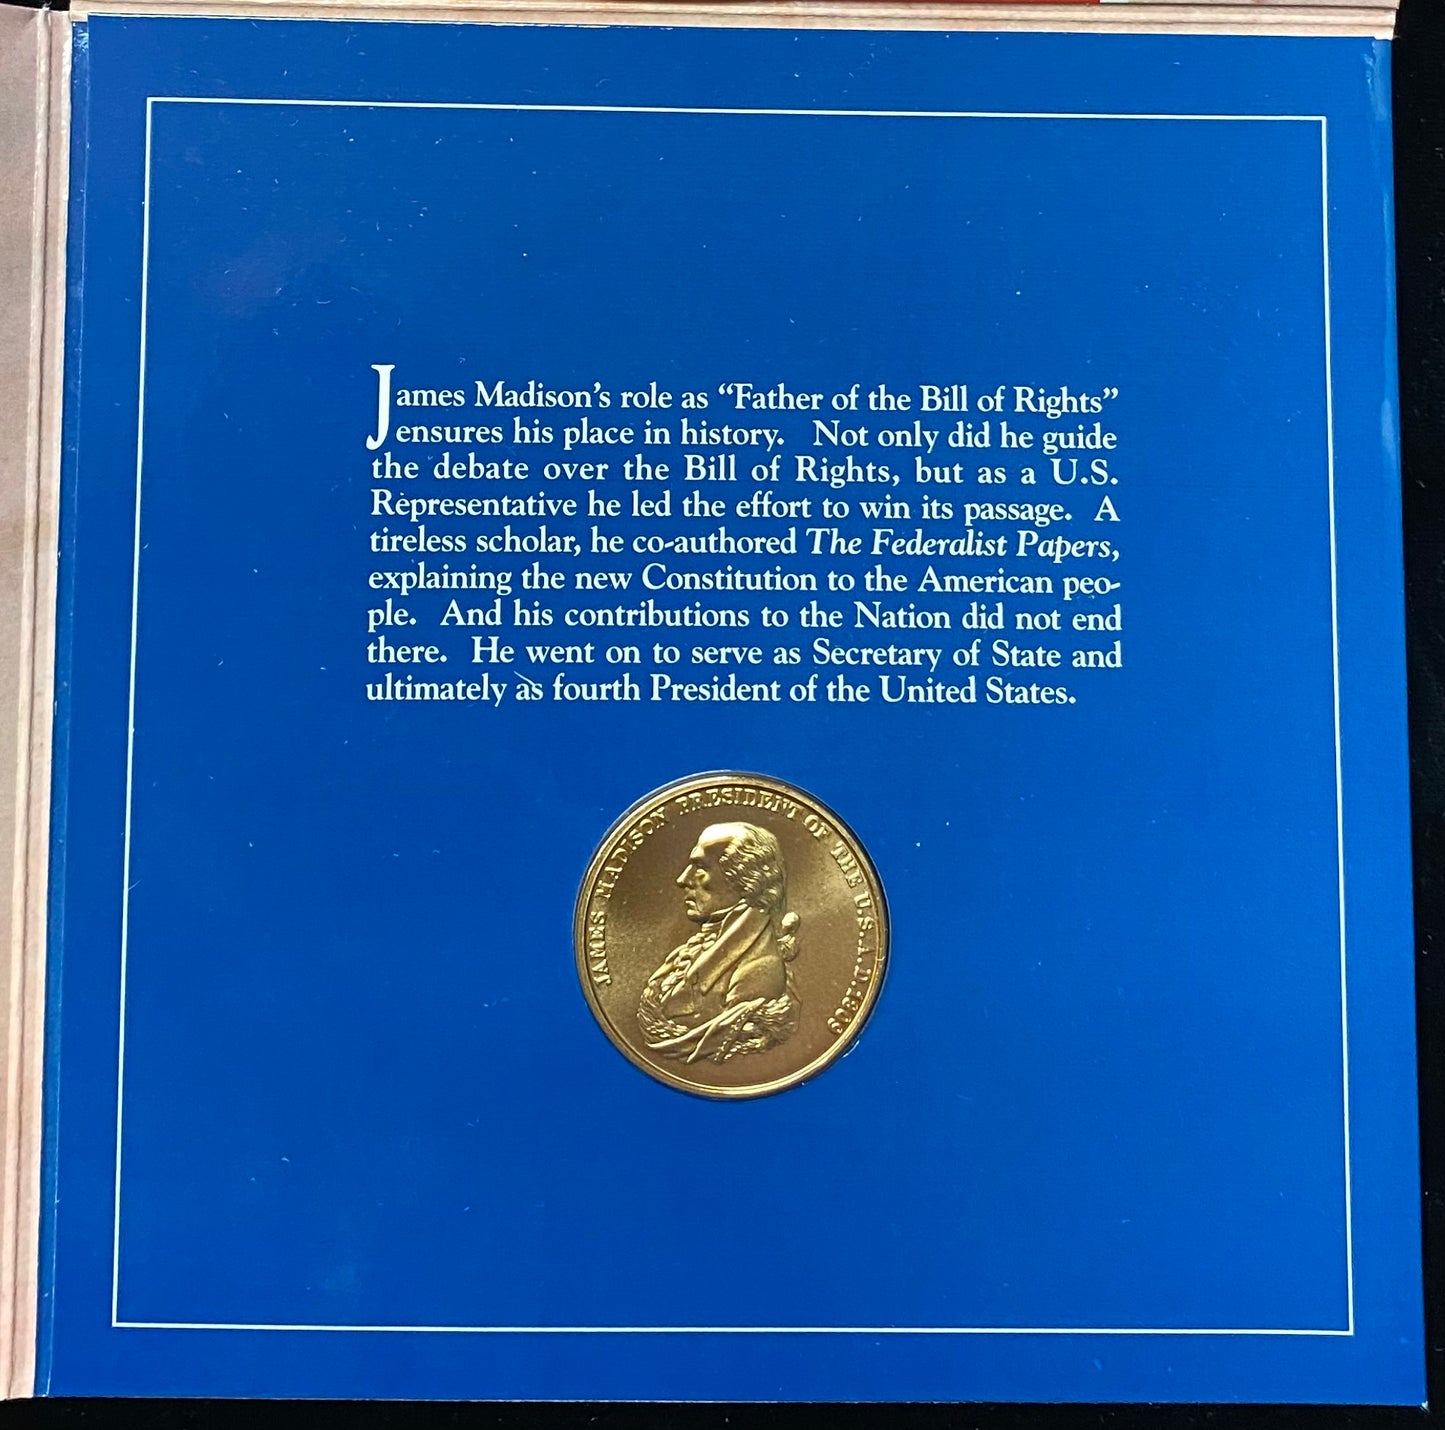 James Madison's role as “Father of the Bill of Rights”
ensures his place in history. Not only did he guide
the debate over the Bill of Rights, but as a U.S.
Representative he led the effort to win its passage. A
tireless scholar, he co-authored The Federalist Papers,
explaining the new Constitution to the American peo-
ple. And his contributions to the Nation did not end
there. He went on to serve as Secretary of State and
ultimately as fourth President of the United States.
JAMES MADISON PRESIDENT OF THE U.S.A.D.1809